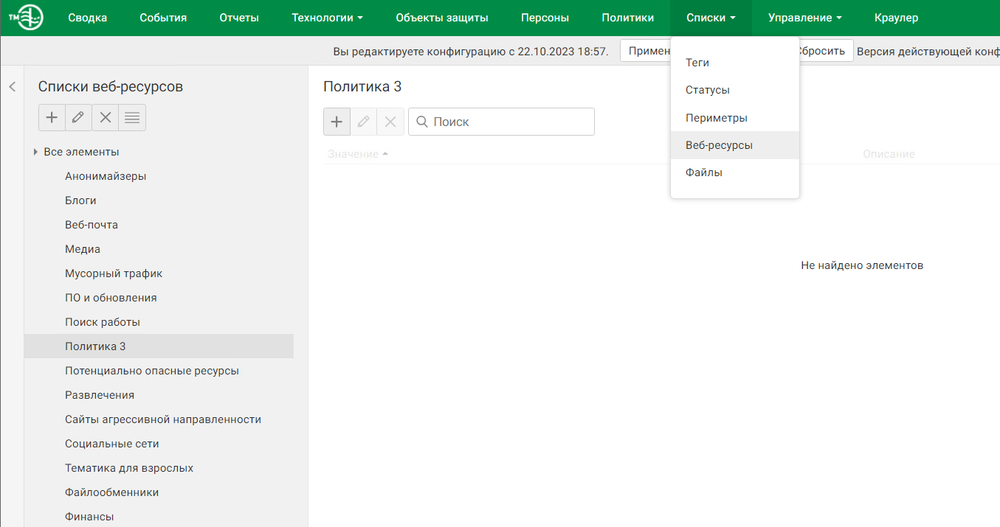 TM Сводка События Отчеты Технологии Объекты защиты Персоны Политики Списки Управление Краулер
Вы редактируете конфигурацию с 22.10.2023 18:57. Примен Сбросить Версия действующей конф
Теги
Статусы
Периметры
Веб-ресурсы
Файлы
Списки веб-ресурсов
Все элементы
Анонимайзеры
Блоги
Веб-почта
Медиа
Мусорный трафик
ПО и обновления
Поиск работы
Политика 3
Потенциально опасные ресурсы
Развлечения
Сайты агрессивной направленности
Социальные сети
Тематика для взрослых
Файлообменники
Финансы
Политика 3
Поиск
Значение Описание
Не найдено элементов